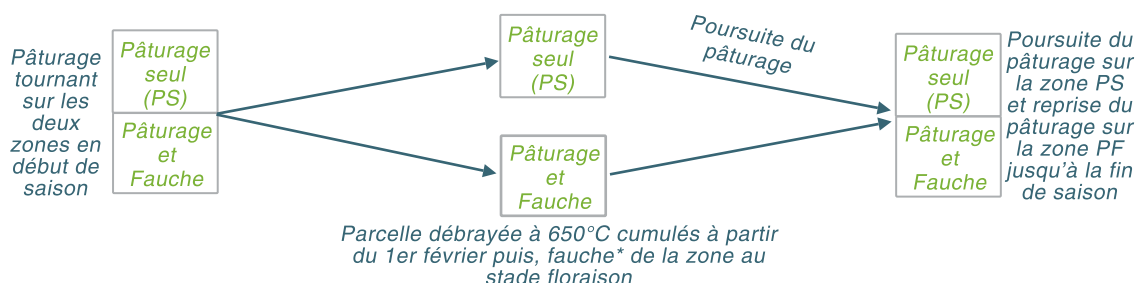 Pâturage
tournant
sur les
deux
zones en
début de
saison
Pâturage
seul
(PS)
Pâturage
et
Fauche
Pâturage
seul
(PS)
Pâturage
et
Fauche
Parcelle débrayée à 650°C cumulés à partir
du 1er février puis, fauche* de la zone au
stade floraison
Poursuite du
pâturage
Pâturage
seul
(PS)
Pâturage
et
Fauche
Poursuite du
pâturage sur
la zone PS
et reprise du
pâturage sur
la zone PF
jusqu'à la fin
de saison